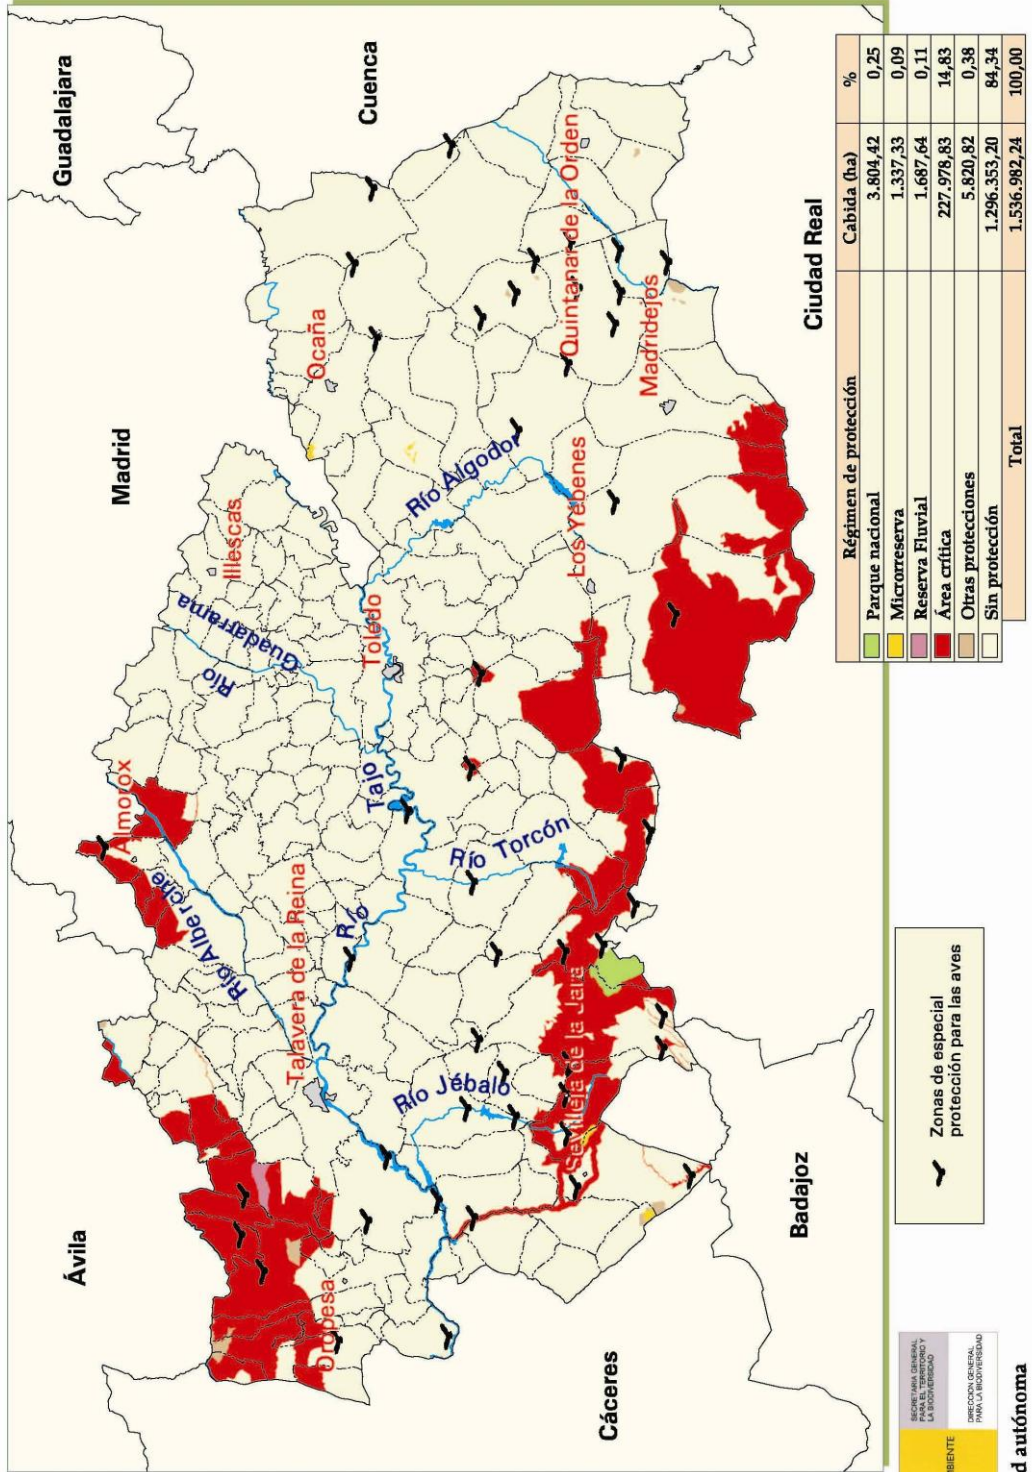 Guadalajara
Madrid
Ávila
Cuenca
Cáceres
Badajoz
Ciudad Real
Almorox
Illescas
Ocaña
Talavera de la Reina
Oropesa
Toledo
Quintanar de la Orden
Madridejos
Los Yébenes
Sevilleja de la Jara
Río Alberche
Río
Guadarrama
Río
Tajo
Río Algodor
Río Torcón
Río Jébalo
Régimen de protección Cabida (ha) %
Parque nacional 3.804,42 0,25
Microrreserva 1.337,33 0,09
Reserva Fluvial 1.687,64 0,11
Área crítica 227.978,83 14,83
Otras protecciones 5.820,82 0,38
Sin protección 1.296.353,20 84,34
Total 1.536.982,24 100,00
Zonas de especial
protección para las aves
SECRETARIA GENERAL
PARA EL TERRITORIO Y
LA BIODIVERSIDAD
DIRECCION GENERAL
PARA LA BIODIVERSIDAD
BIENTE
d autónoma